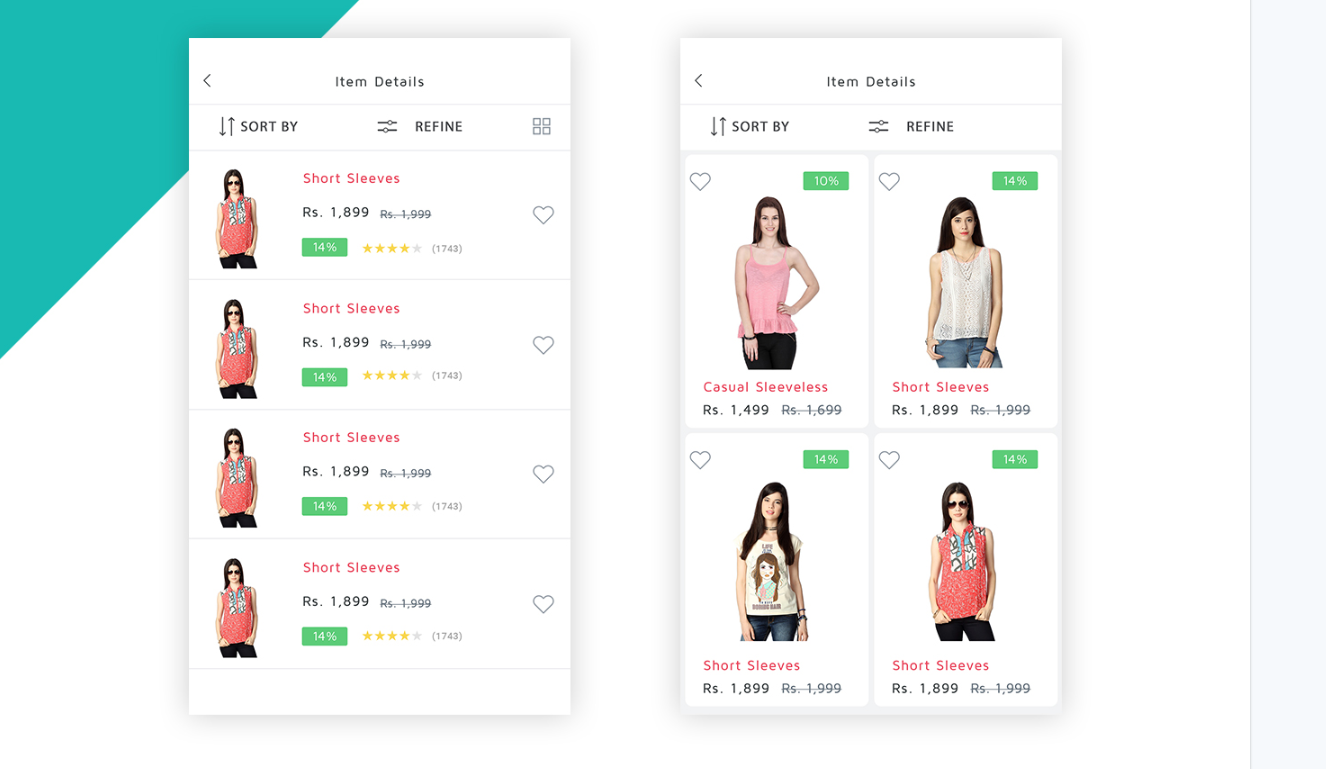 Item Details
SORT BY REFINE
Short Sleeves
Rs. 1,899 Rs. 1,999
14% (1743)
Short Sleeves
Rs. 1,899 Rs. 1,999
14% (1743)
Short Sleeves
Rs. 1,899 Rs. 1,999
14% (1743)
Short Sleeves
Rs. 1,899 Rs. 1,999
14% (1743)
Item Details
SORT BY REFINE
10%
Casual Sleeveless
Rs. 1,499 Rs. 1,699
14%
Short Sleeves
Rs. 1,899 Rs. 1,999
14%
Short Sleeves
Rs. 1,899 Rs. 1,999
14%
Short Sleeves
Rs. 1,899 Rs. 1,999